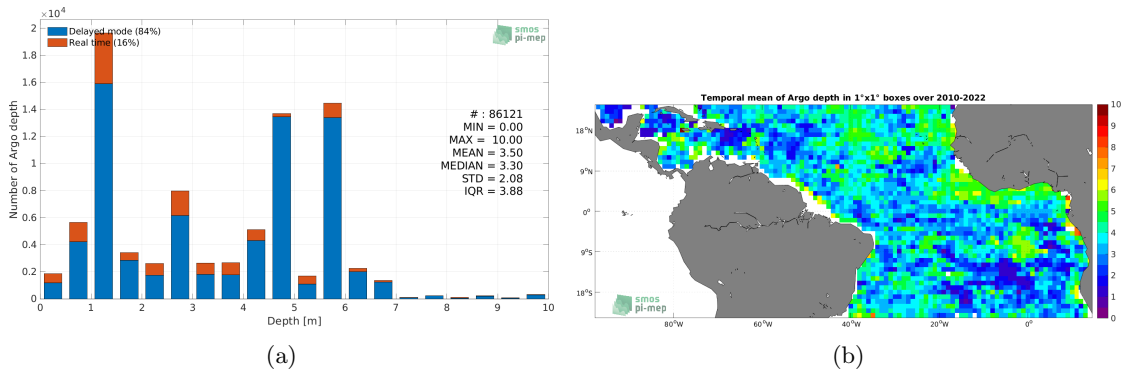 ×10⁴
2
1.8
1.6
1.4
1.2
1
0.8
0.6
0.4
0.2
0
Number of Argo depth
Delayed mode (84%)
Real time (16%)
smos
pi-mep
# : 86121
MIN = 0.00
MAX = 10.00
MEAN = 3.50
MEDIAN = 3.30
STD = 2.08
IQR = 3.88
0 1 2 3 4 5 6 7 8 9 10
Depth [m]
(a)
Temporal mean of Argo depth in 1°x1° boxes over 2010-2022
18°N
9°N
0°
9°S
18°S
80°W 60°W 40°W 20°W 0°
smos
pi-mep
10
9
8
7
6
5
4
3
2
1
0
(b)